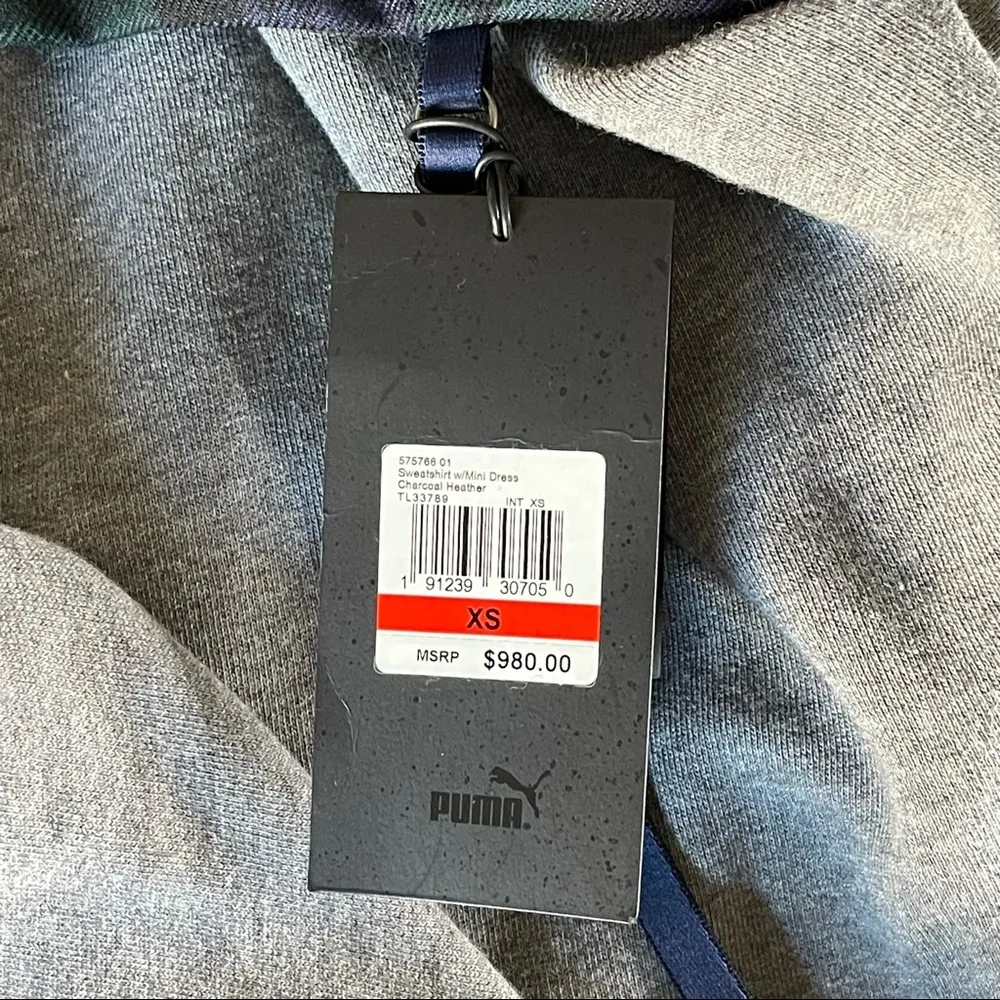 575766 01
Sweatshirt w/Mini Dress
Charcoal Heather
TL33789 INT XS
1 91239 30705 0
XS
MSRP $980.00
PUMA®